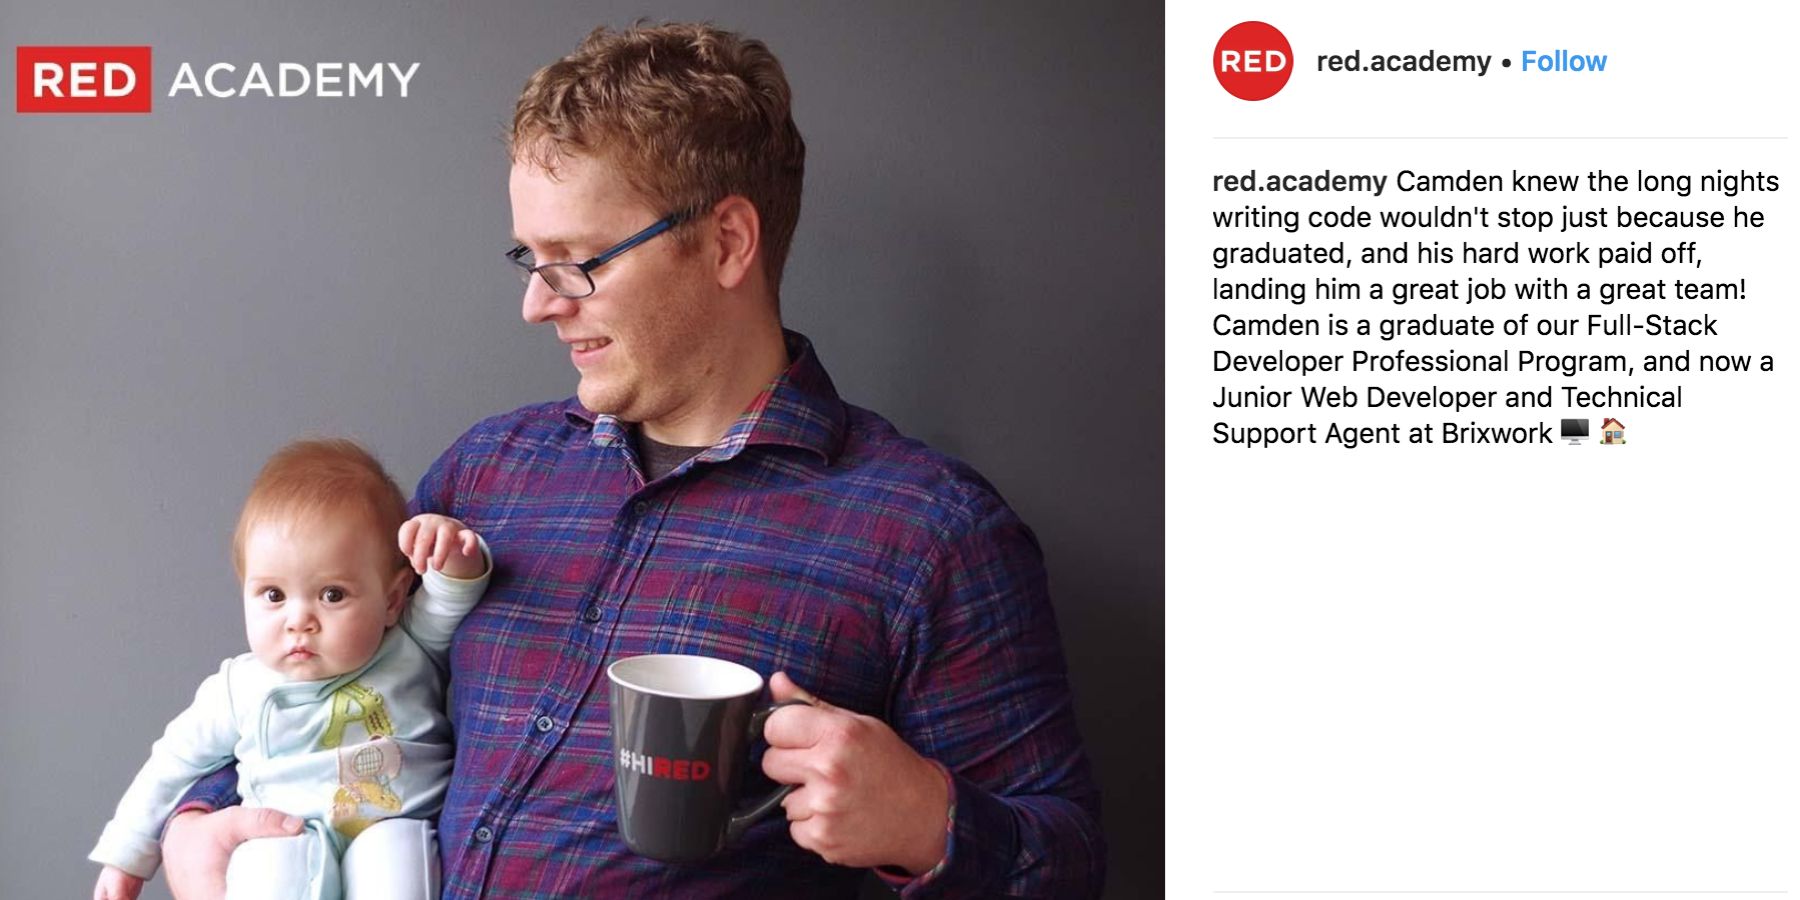 RED ACADEMY
#HIRED
RED
red.academy • Follow
red.academy Camden knew the long nights
writing code wouldn't stop just because he
graduated, and his hard work paid off,
landing him a great job with a great team!
Camden is a graduate of our Full-Stack
Developer Professional Program, and now a
Junior Web Developer and Technical
Support Agent at Brixwork 🖥️ 🏠